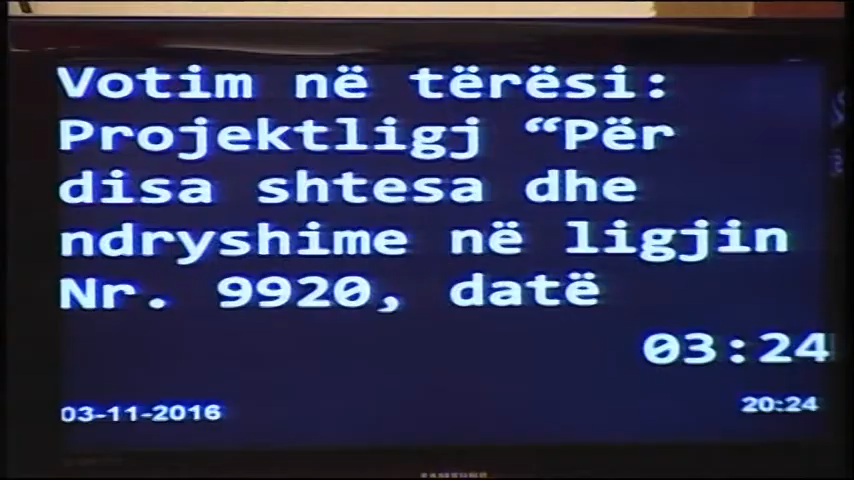 Votim në tërësi:
Projektligj “Për
disa shtesa dhe
ndryshime në ligjin
Nr. 9920, datë
03:24
03-11-2016
20:24
SAMSUNG